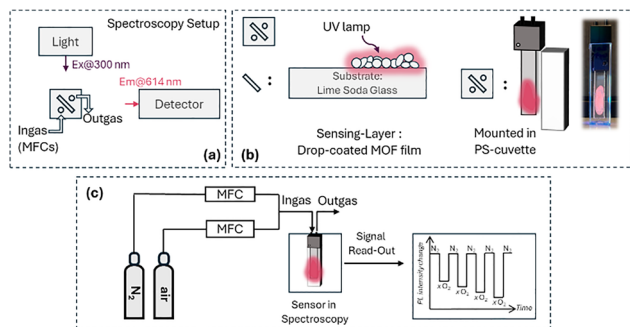 Spectroscopy Setup
Light
Ex@300 nm
Em@614 nm
Detector
Outgas
Ingas
(MFCs)
(a)
UV lamp
Substrate:
Lime Soda Glass
:
Sensing-Layer :
Drop-coated MOF film
(b)
:
Mounted in
PS-cuvette
(c)
MFC
MFC
Ingas
Outgas
N₂
air
Signal
Read-Out
Sensor in
Spectroscopy
PL intensity-change
N₂ N₂ N₂ N₂ N₂
xO₂ xO₂ xO₂ xO₂
Time